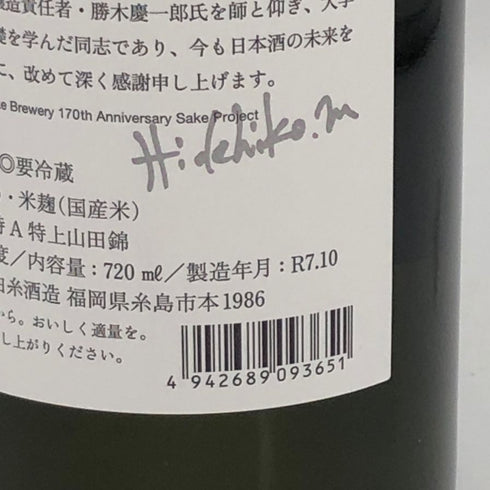 造責任者・勝木慶一郎氏を師と仰ぎ、大学
を学んだ同志であり、今も日本酒の未来を
に、改めて深く感謝申し上げます。
Brewery 170th Anniversary Sake Project
Hidehiko.m
◎要冷蔵
・米麹(国産米)
特A特上山田錦
度/内容量:720 ml/製造年月:R7.10
田糸酒造 福岡県糸島市本1986
から。おいしく適量を。
し上がりください。
4 942689 093651